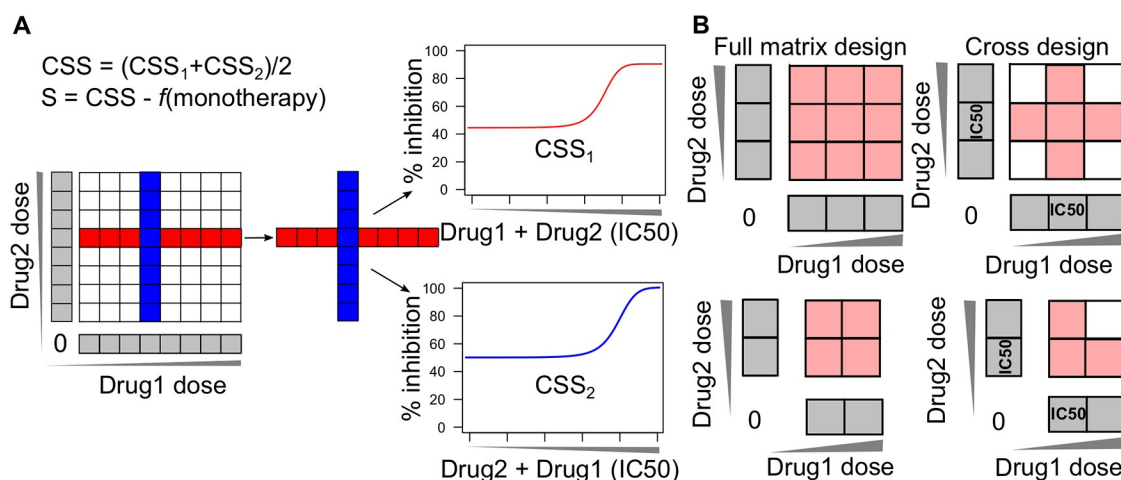 A
CSS = (CSS₁+CSS₂)/2
S = CSS - f(monotherapy)
Drug2 dose
0
Drug1 dose
% inhibition
100
80
60
40
20
0
CSS₁
Drug1 + Drug2 (IC50)
% inhibition
100
80
60
40
20
0
CSS₂
Drug2 + Drug1 (IC50)
B
Full matrix design
Drug2 dose
0
Drug1 dose
Cross design
Drug2 dose
IC50
0
IC50
Drug1 dose
Drug2 dose
0
Drug1 dose
Drug2 dose
IC50
0
IC50
Drug1 dose